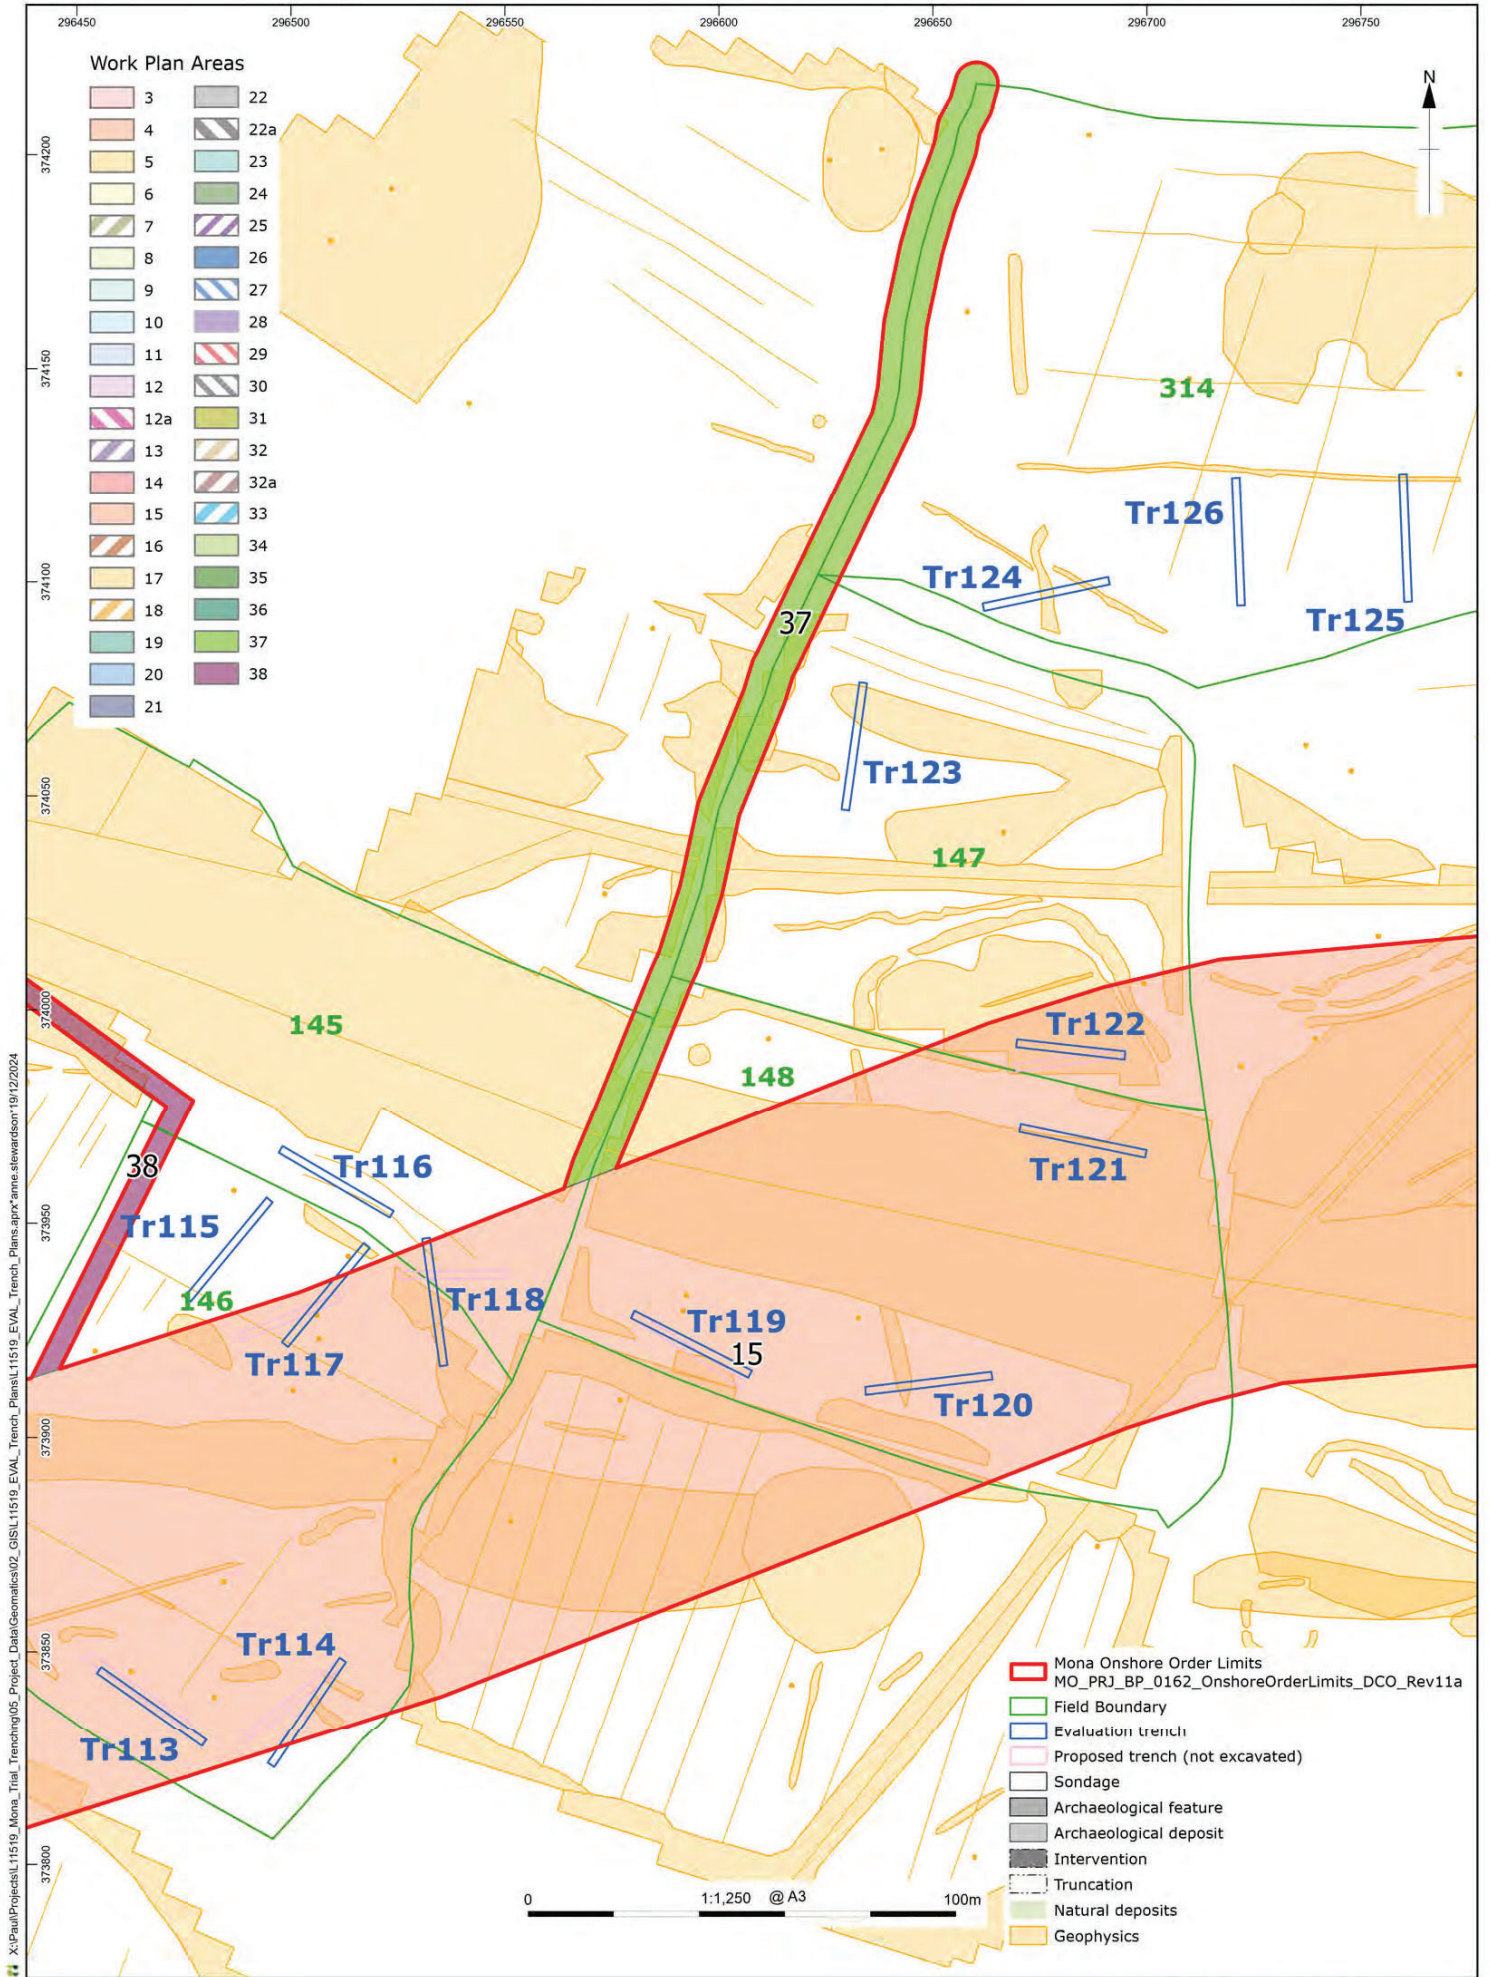 296450
296500
296550
296600
296650
296700
296750
Work Plan Areas
3
4
5
6
7
8
9
10
11
12
12a
13
14
15
16
17
18
19
20
21
22
22a
23
24
25
26
27
28
29
30
31
32
32a
33
34
35
36
37
38
N
374200
374150
374100
374050
374000
373950
373900
373850
373800
314
Tr126
Tr124
Tr125
37
Tr123
147
145
Tr122
148
Tr121
38
Tr116
Tr115
146
Tr118
Tr117
Tr119
15
Tr120
Tr114
Tr113
Mona Onshore Order Limits
MO_PRJ_BP_0162_OnshoreOrderLimits_DCO_Rev11a
Field Boundary
Evaluation trench
Proposed trench (not excavated)
Sondage
Archaeological feature
Archaeological deposit
Intervention
Truncation
Natural deposits
Geophysics
0 1:1,250 @ A3 100m
X:\Paul\Projects\L11519_Mona_Trial_Trenchng\05_Project_Data\Geomatics\02_GIS\L11519_EVAL_Trench_Plans\L11519_EVAL_Trench_Plans.aprx*anne.stewardson*19/12/2024